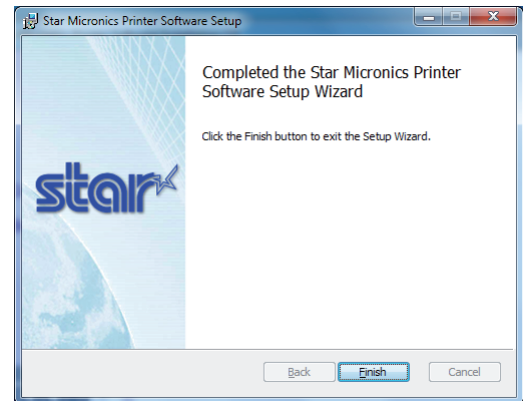 Star Micronics Printer Software Setup
Completed the Star Micronics Printer
Software Setup Wizard
Click the Finish button to exit the Setup Wizard.
star
Back
Finish
Cancel